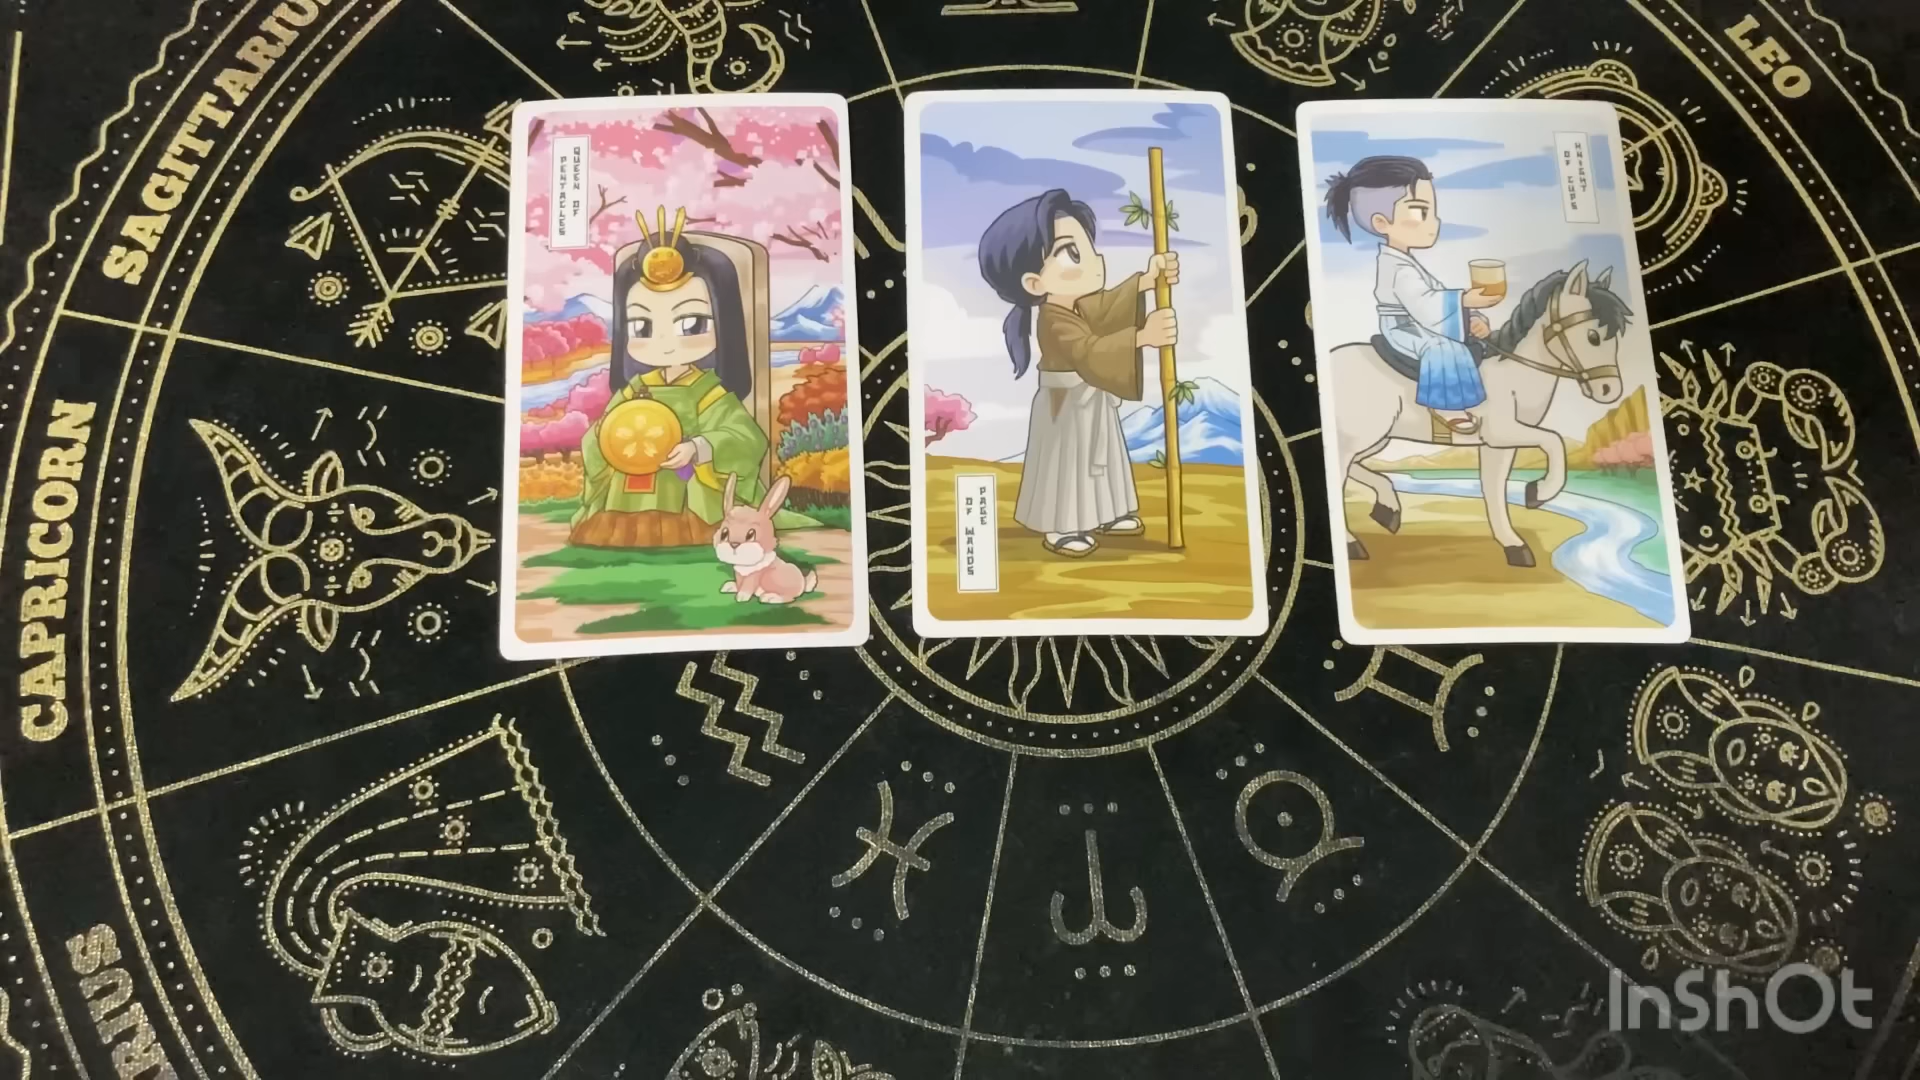 SAGITTARIUS
LEO
QUEEN OF
PENTACLES
KNIGHT
OF CUPS
CAPRICORN
PAGE
OF WANDS
RIUS
InShOt